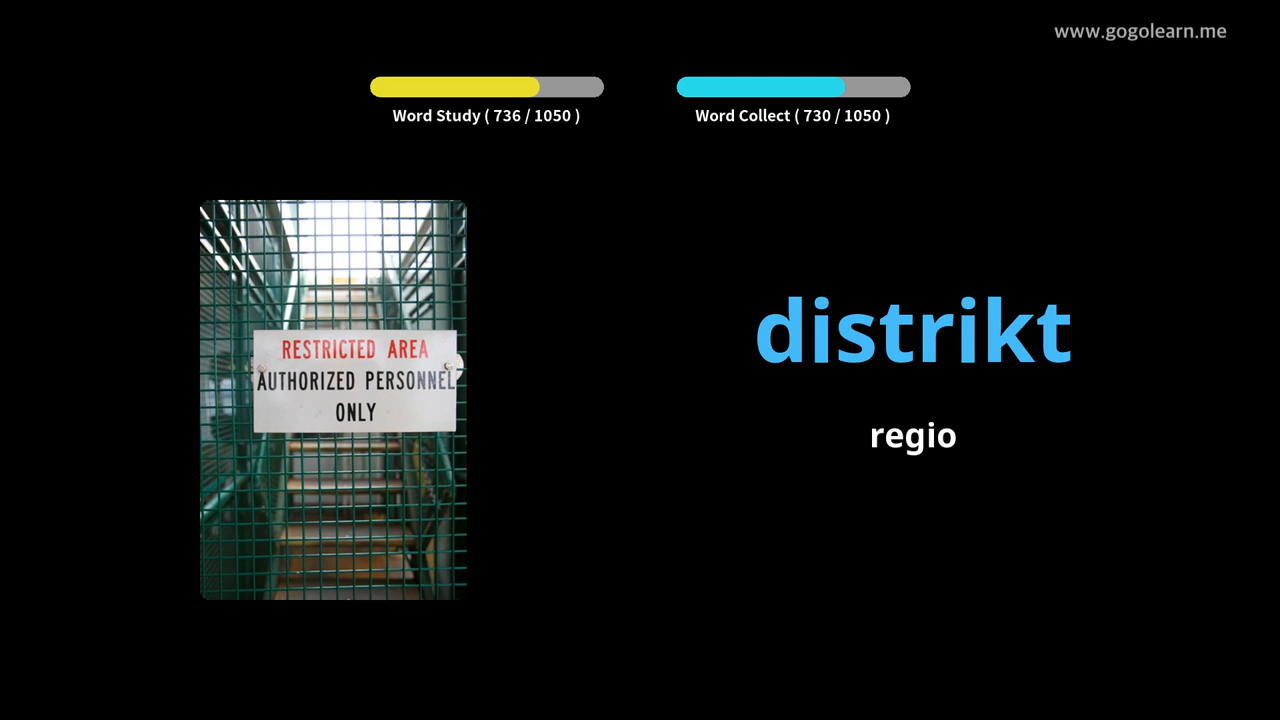 www.gogolearn.me
Word Study ( 736 / 1050 )
Word Collect ( 730 / 1050 )
RESTRICTED AREA
AUTHORIZED PERSONNEL
ONLY
distrikt
regio